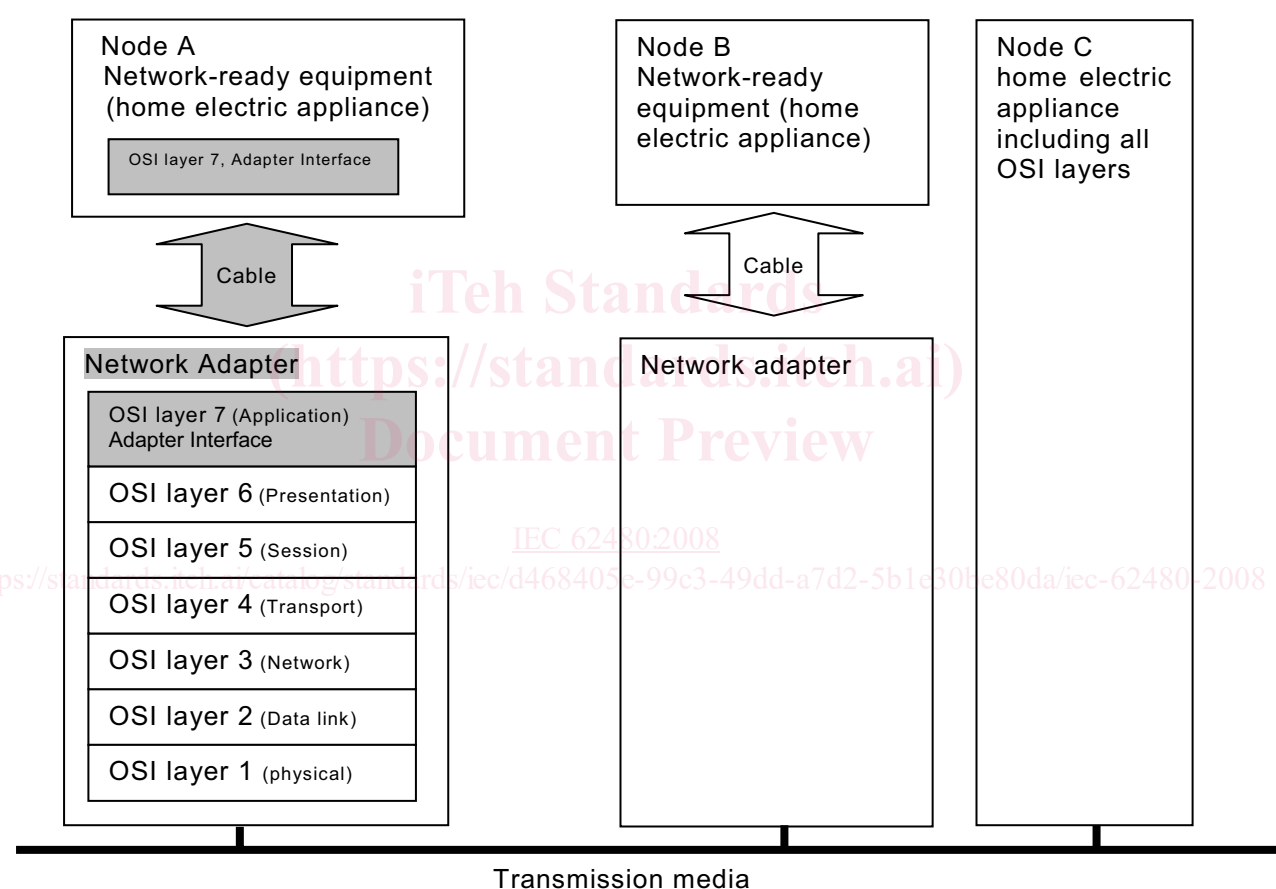 Node A
Network-ready equipment
(home electric appliance)
OSI layer 7, Adapter Interface
Cable
Network Adapter
OSI layer 7 (Application)
Adapter Interface
OSI layer 6 (Presentation)
OSI layer 5 (Session)
OSI layer 4 (Transport)
OSI layer 3 (Network)
OSI layer 2 (Data link)
OSI layer 1 (physical)
Node B
Network-ready
equipment (home
electric appliance)
Cable
Network adapter
Node C
home electric
appliance
including all
OSI layers
Transmission media
iTeh Standards
(https://standards.iteh.ai)
Document Preview
IEC 62480:2008
ps://standards.iteh.ai/catalog/standards/iec/d468405e-99c3-49dd-a7d2-5b1e30be80da/iec-62480-2008